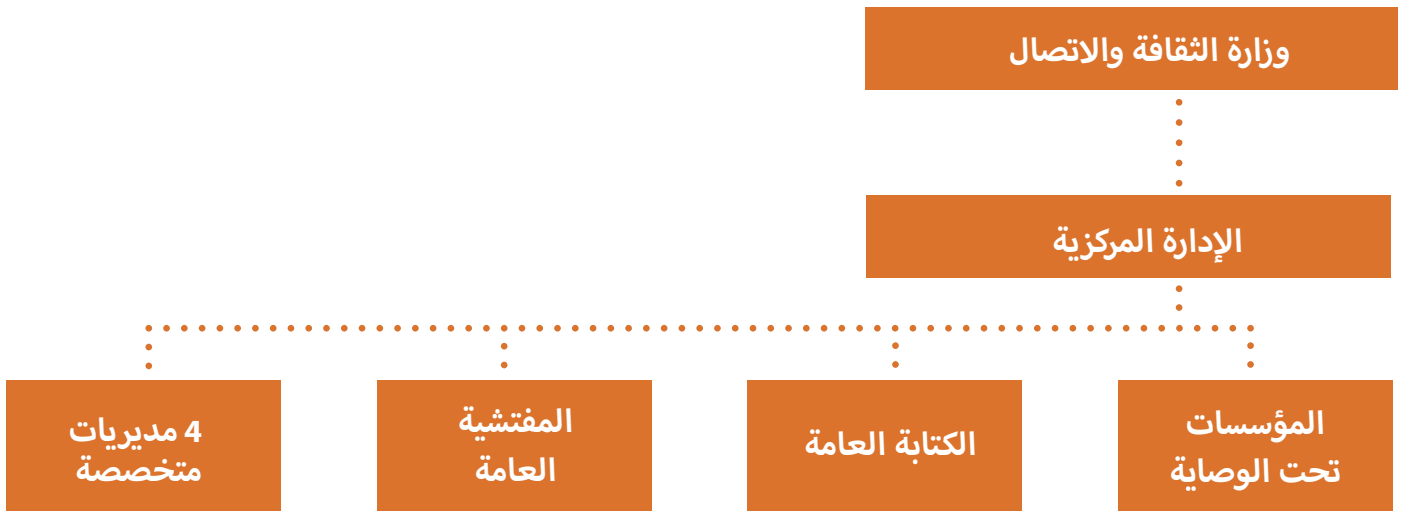 وزارة الثقافة والاتصال
الإدارة المركزية
المؤسسات
تحت الوصاية
الكتابة العامة
المفتشية
العامة
4 مديريات
متخصصة